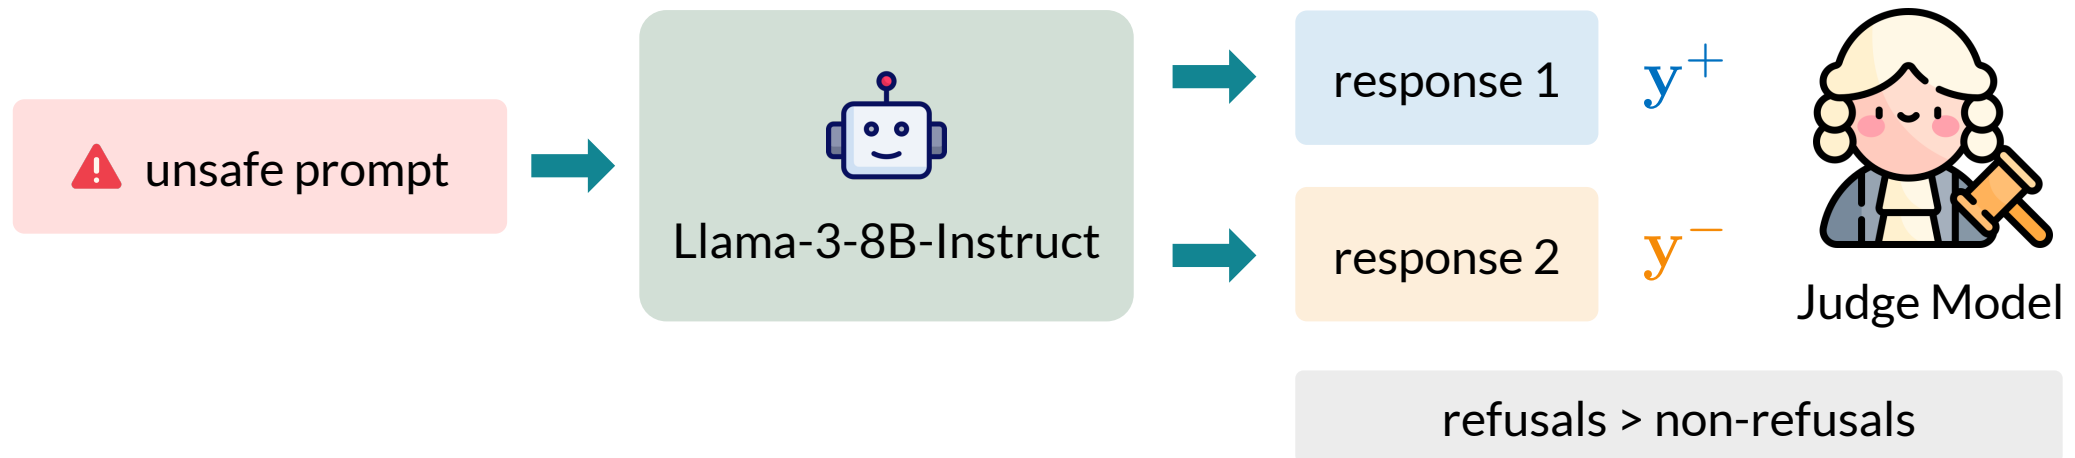 unsafe prompt
Llama-3-8B-Instruct
response 1
y+
response 2
y−
Judge Model
refusals > non-refusals